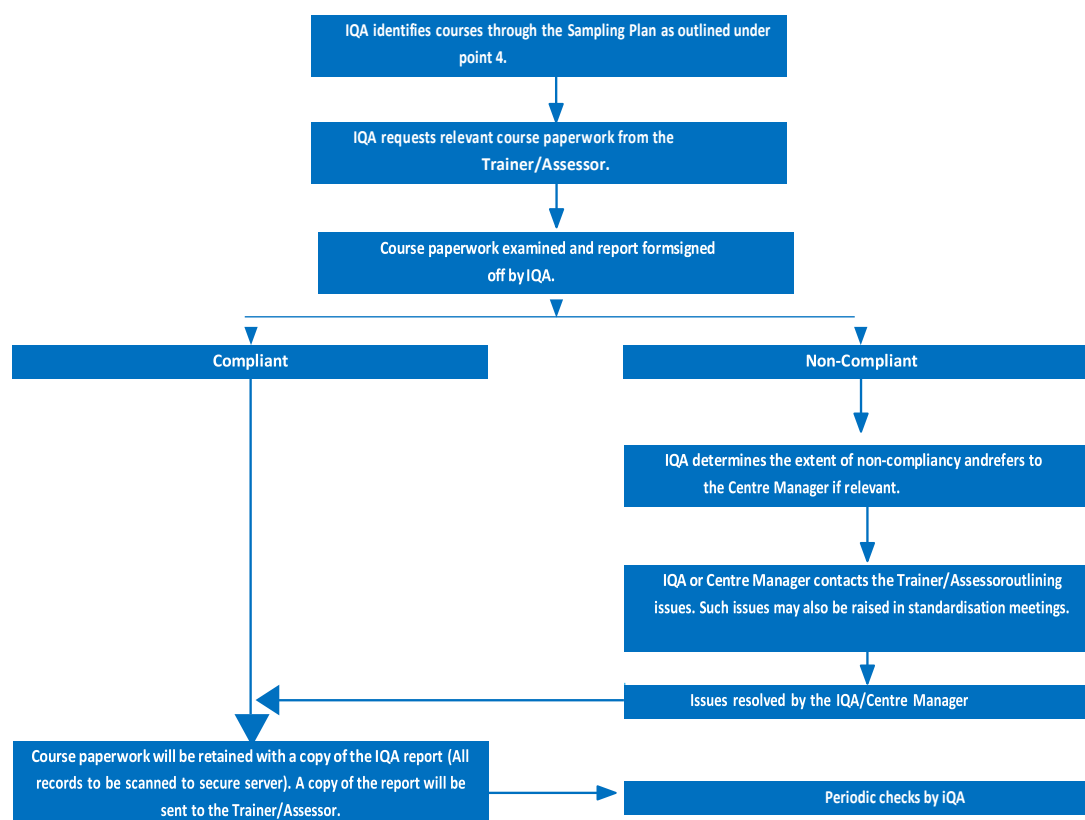 IQA identifies courses through the Sampling Plan as outlined under
point 4.
IQA requests relevant course paperwork from the
Trainer/Assessor.
Course paperwork examined and report formsigned
off by IQA.
Compliant
Non-Compliant
IQA determines the extent of non-compliancy andrefers to
the Centre Manager if relevant.
IQA or Centre Manager contacts the Trainer/Assessoroutlining
issues. Such issues may also be raised in standardisation meetings.
Issues resolved by the IQA/Centre Manager
Course paperwork will be retained with a copy of the IQA report (All
records to be scanned to secure server). A copy of the report will be
sent to the Trainer/Assessor.
Periodic checks by iQA